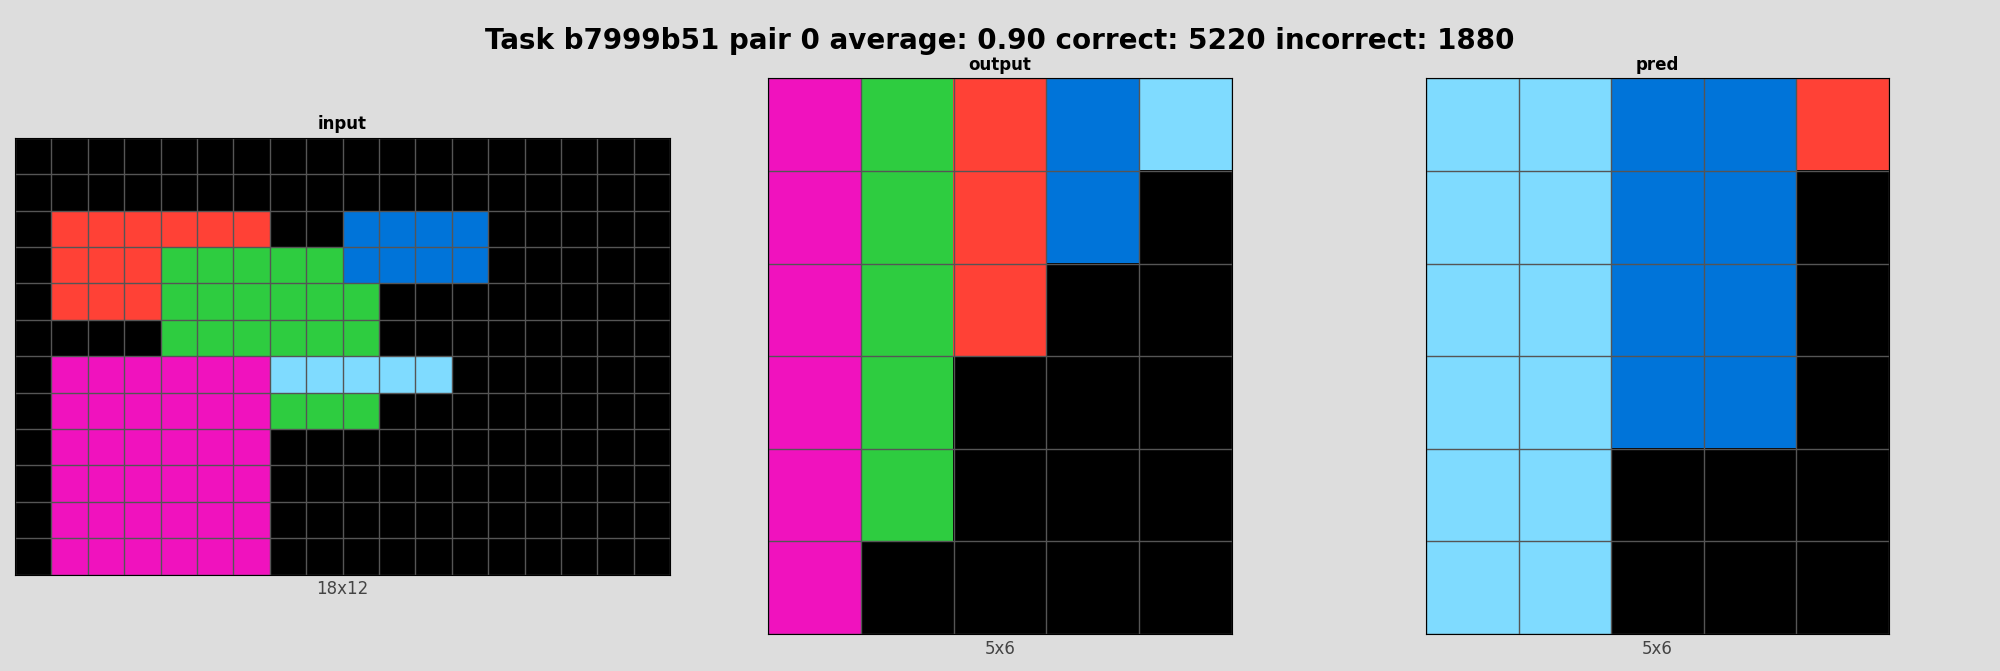 Task b7999b51 pair 0 average: 0.90 correct: 5220 incorrect: 1880
input
output
pred
18x12
5x6
5x6